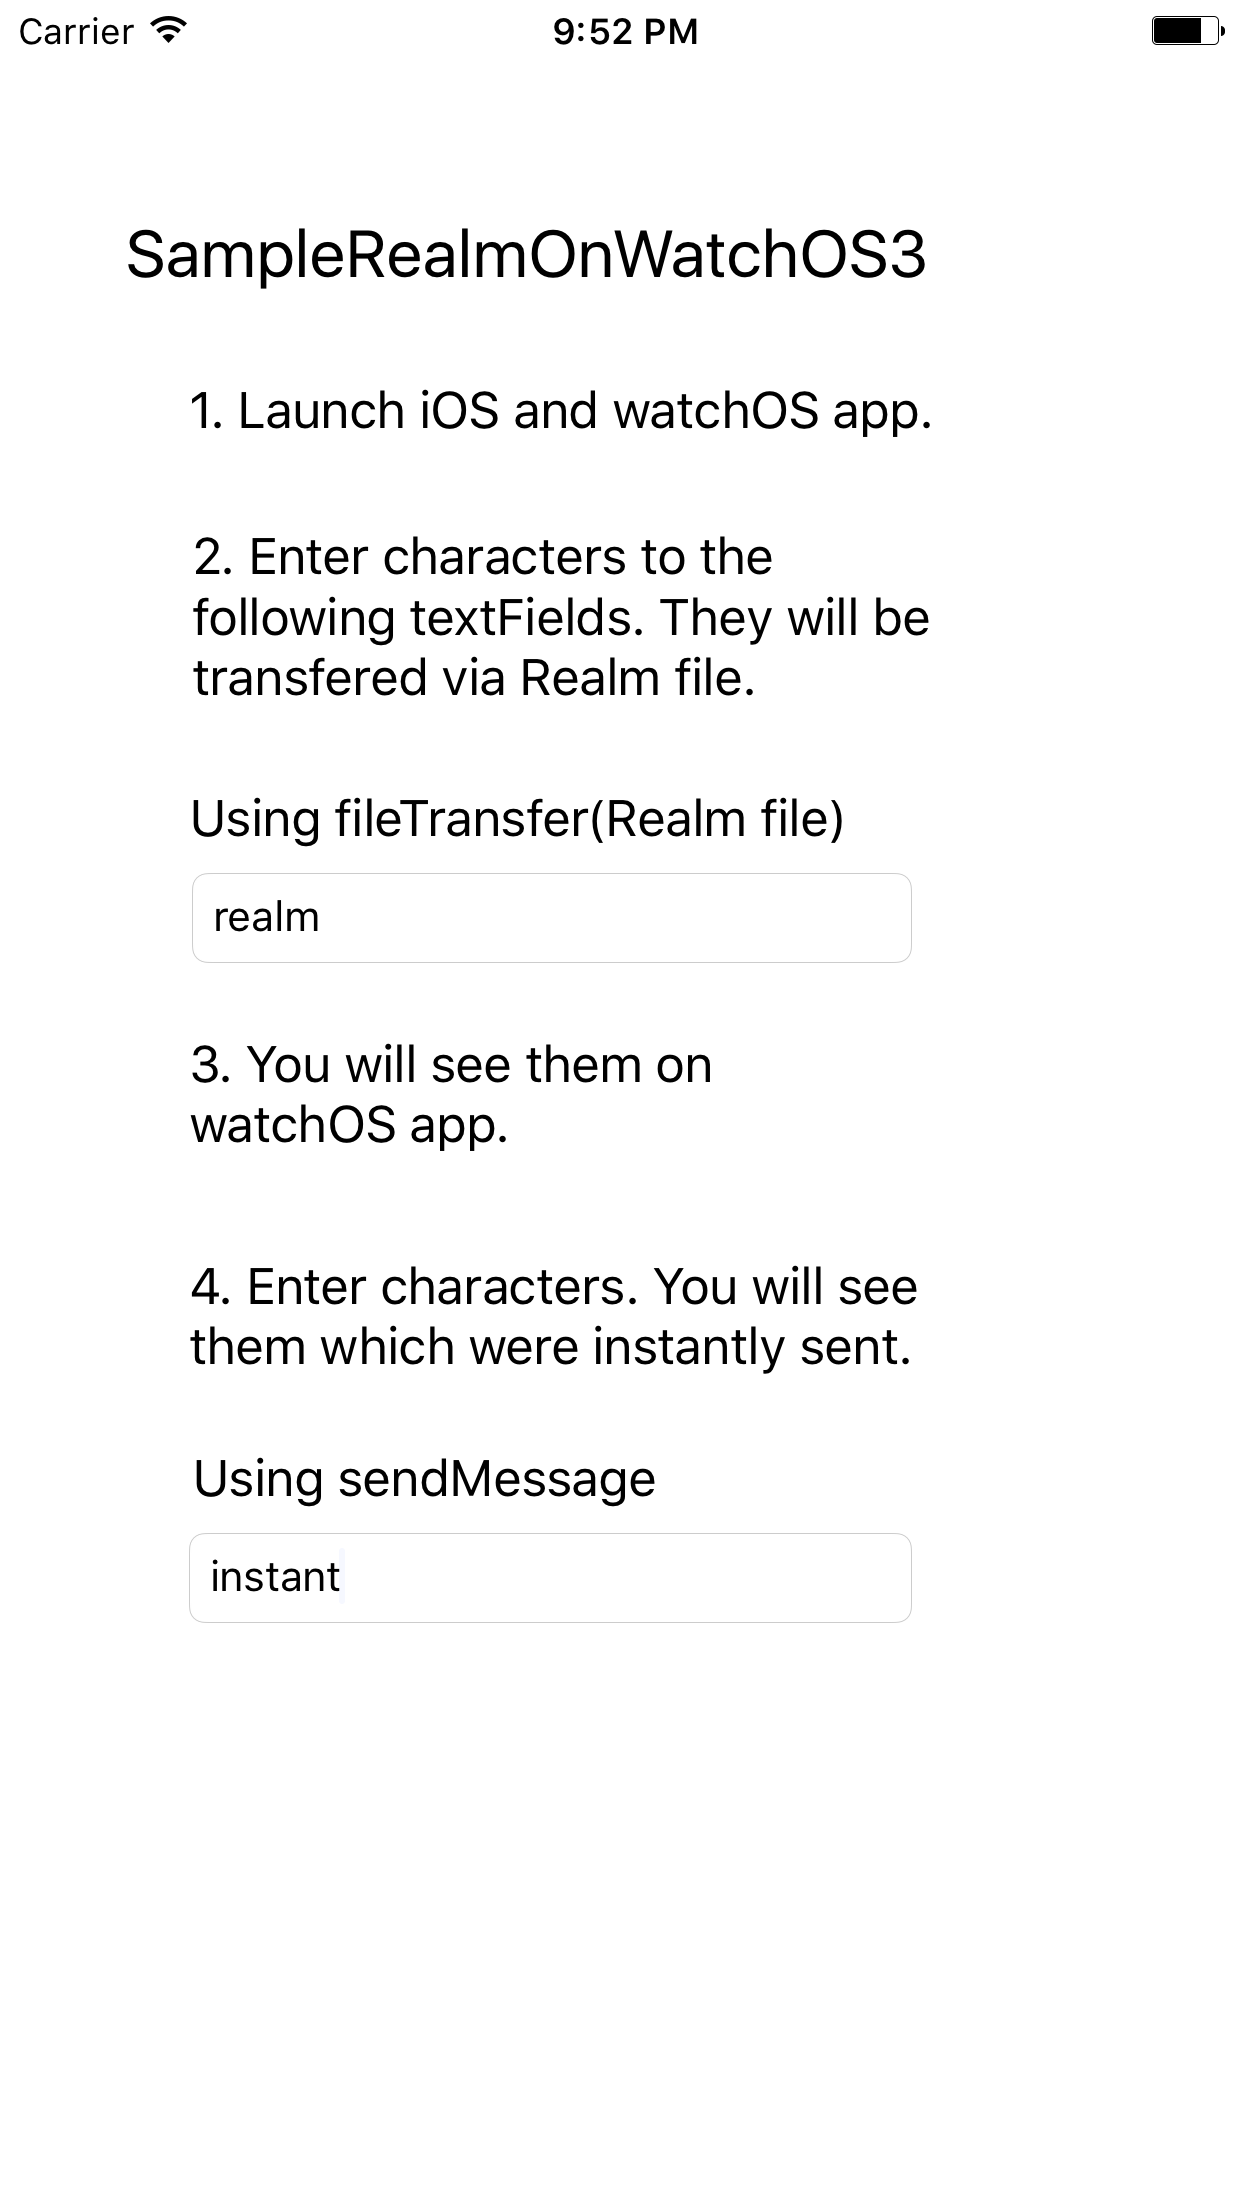 Carrier 9:52 PM
SampleRealmOnWatchOS3
1. Launch iOS and watchOS app.
2. Enter characters to the
following textFields. They will be
transfered via Realm file.
Using fileTransfer(Realm file)
realm
3. You will see them on
watchOS app.
4. Enter characters. You will see
them which were instantly sent.
Using sendMessage
instant